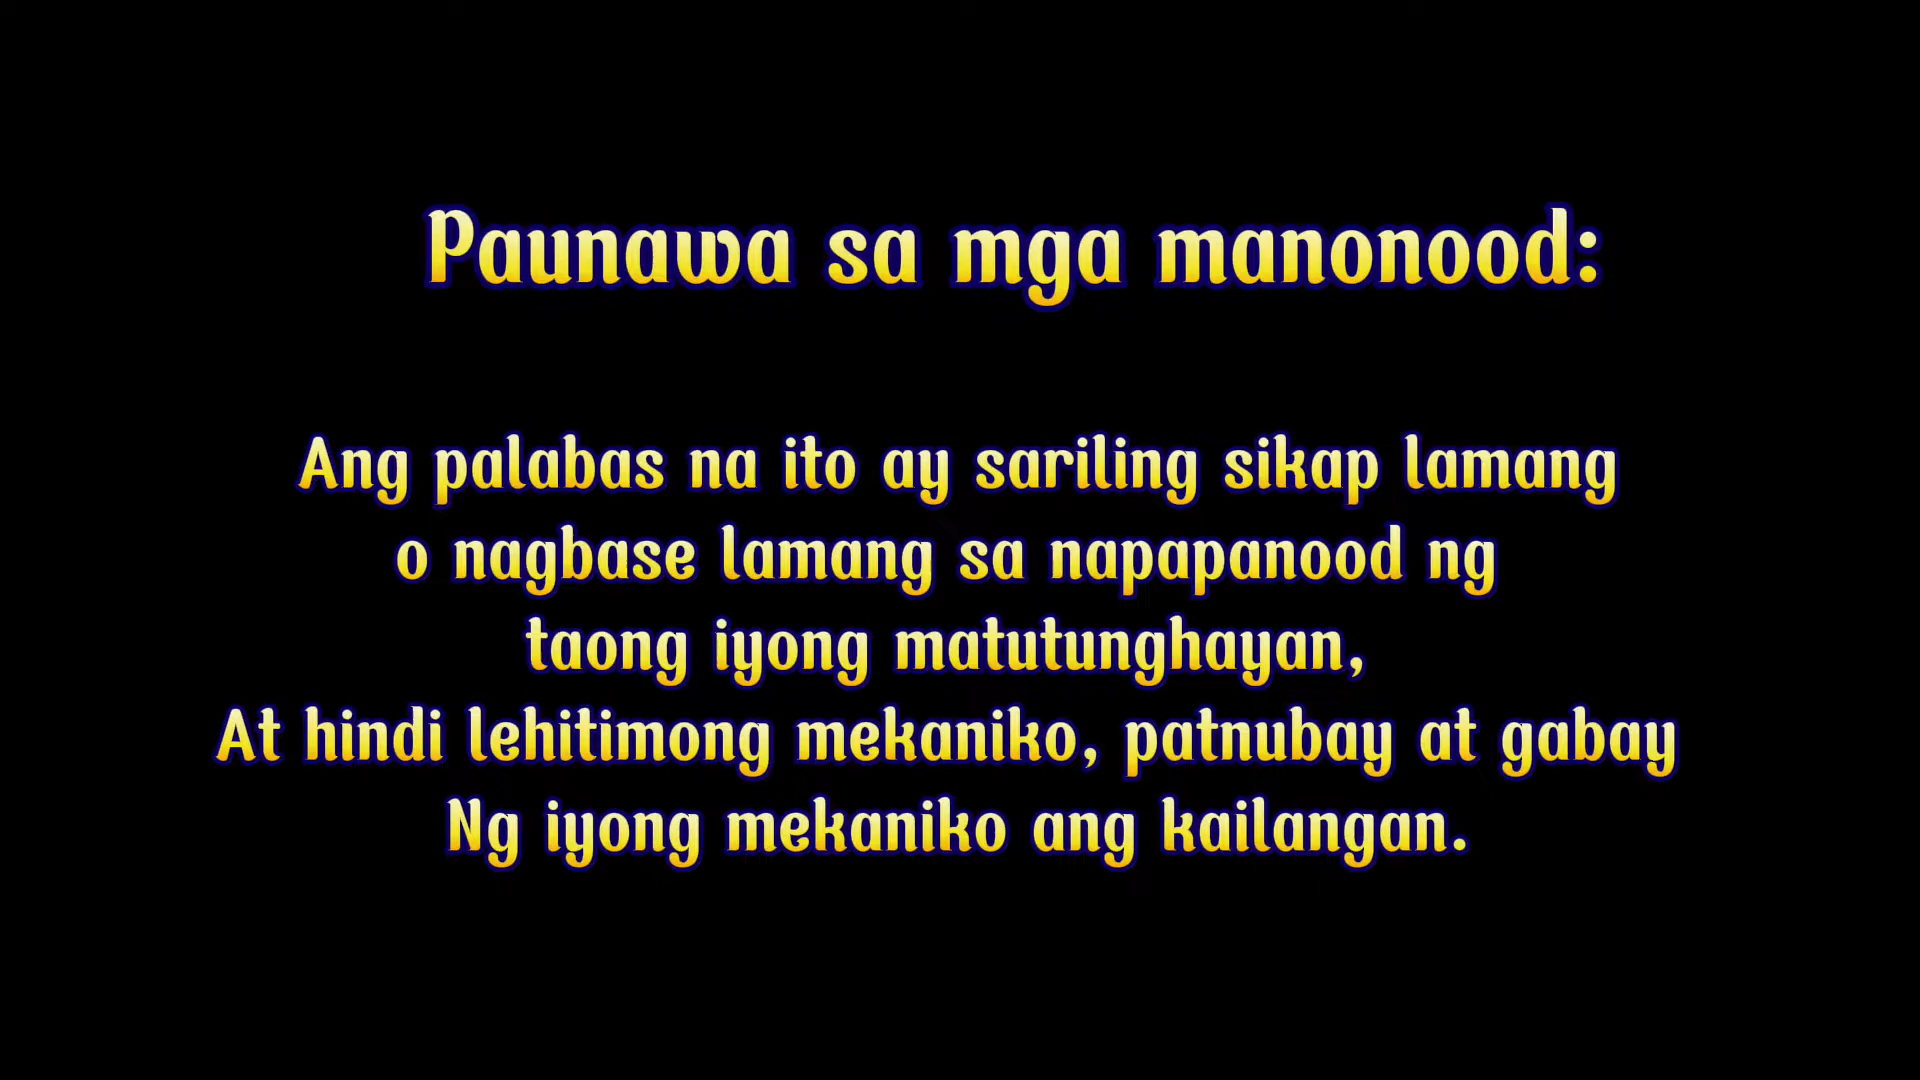 Paunawa sa mga manonood:
Ang palabas na ito ay sariling sikap lamang
o nagbase lamang sa napapanood ng
taong iyong matutunghayan,
At hindi lehitimong mekaniko, patnubay at gabay
Ng iyong mekaniko ang kailangan.